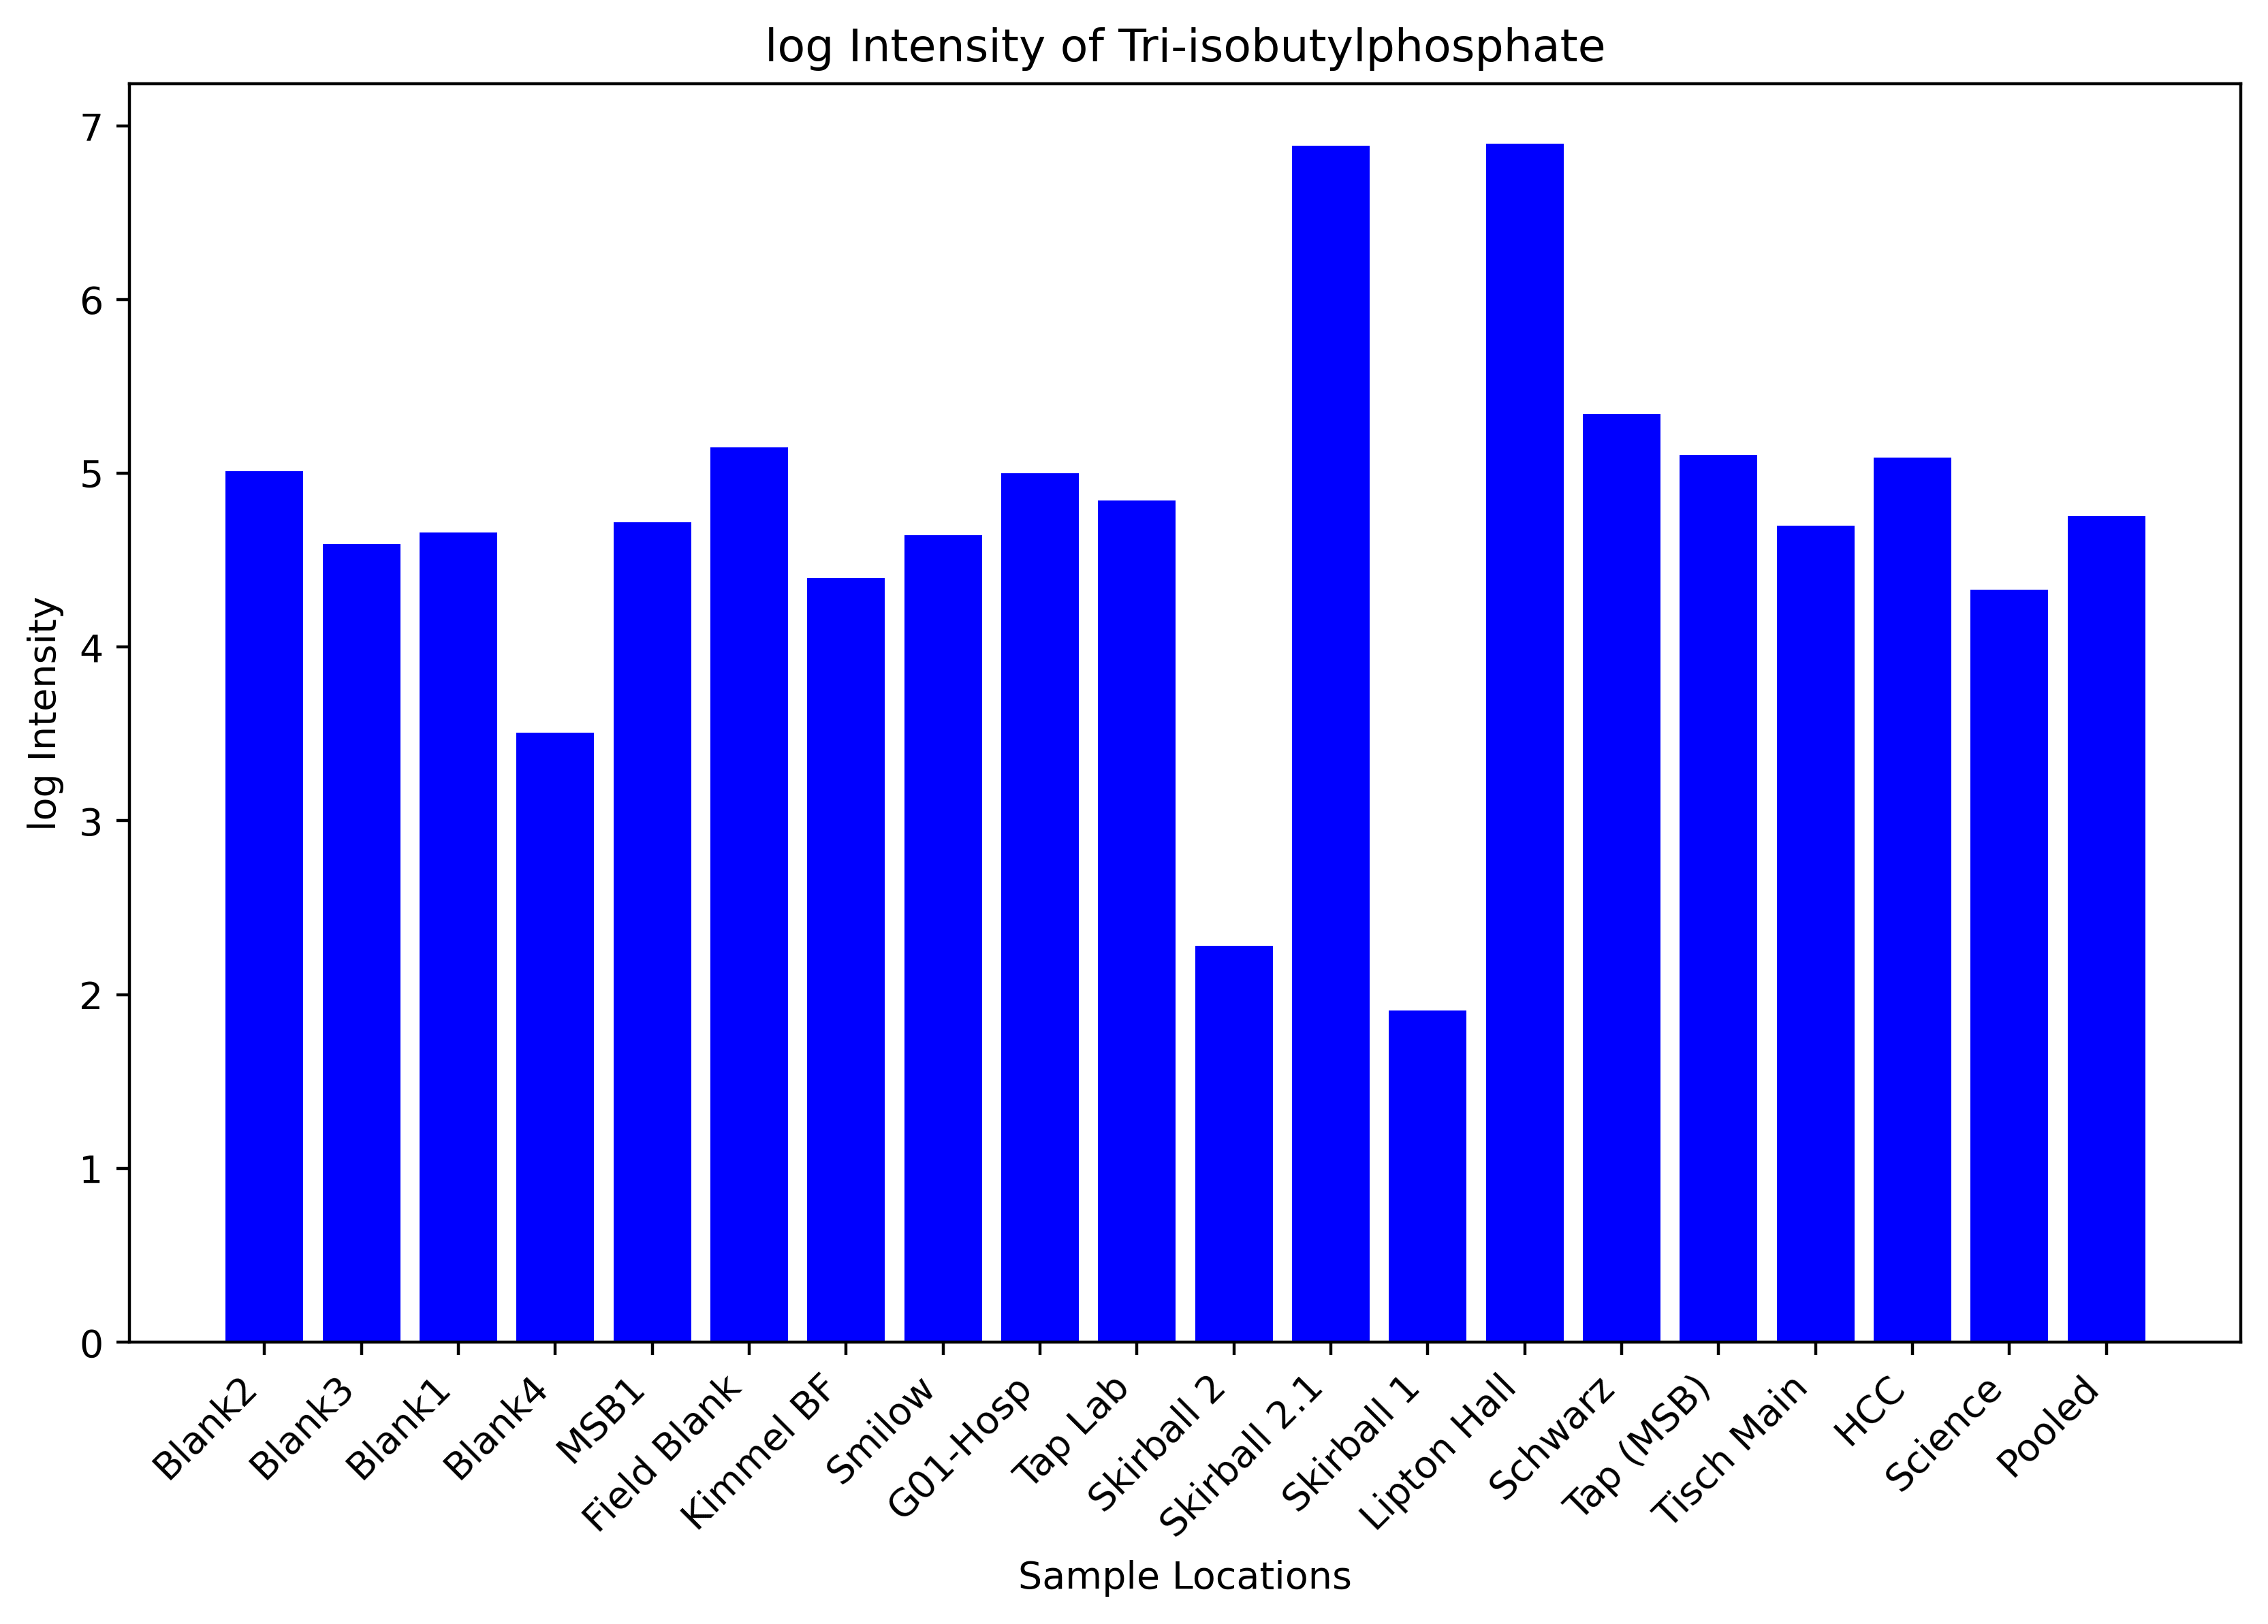 log Intensity of Tri-isobutylphosphate
log Intensity
7
6
5
4
3
2
1
0
Blank2
Blank3
Blank1
Blank4
MSB1
Field Blank
Kimmel BF
Smilow
G01-Hosp
Tap Lab
Skirball 2
Skirball 2.1
Skirball 1
Lipton Hall
Schwarz
Tap (MSB)
Tisch Main
HCC
Science
Pooled
Sample Locations